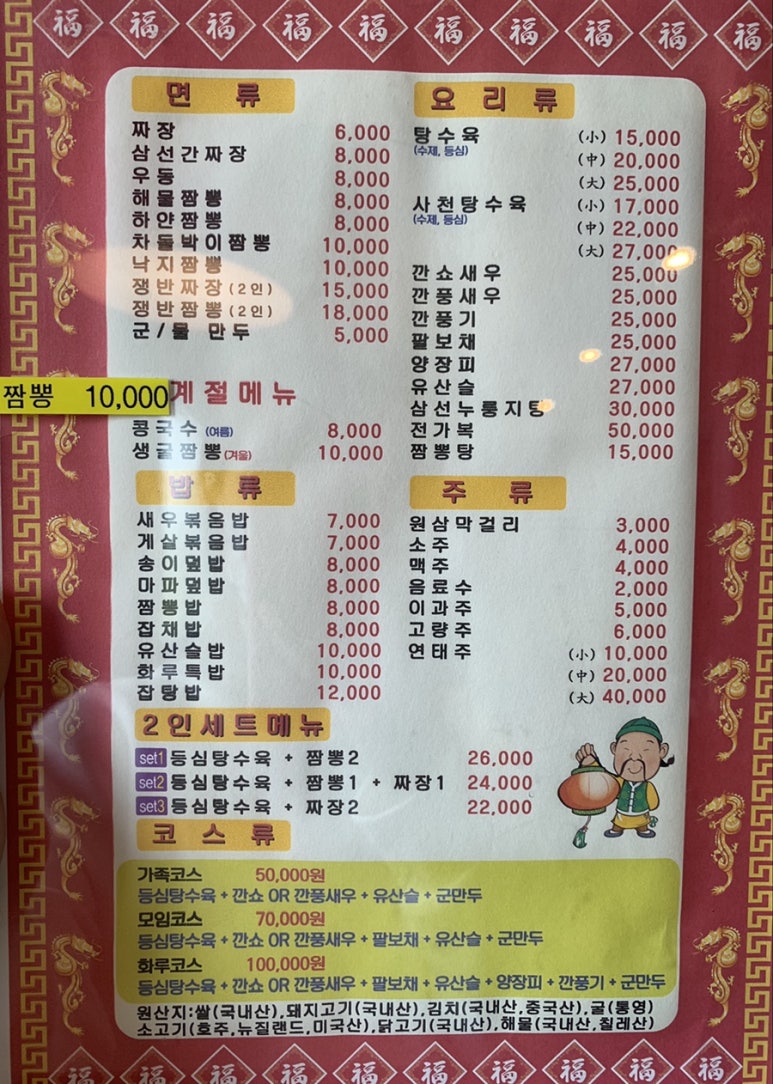 福 福 福 福 福 福 福 福 福 福
면 류
짜장 6,000
삼선간짜장 8,000
우동 8,000
해물짬뽕 8,000
하얀짬뽕 8,000
차돌박이짬뽕 10,000
낙지짬뽕 10,000
쟁반짜장 (2인) 15,000
쟁반짬뽕 (2인) 18,000
군/물 만두 5,000
짬뽕 10,000
계절메뉴
콩국수 (여름) 8,000
생굴짬뽕 (겨울) 10,000
밥 류
새우볶음밥 7,000
게살볶음밥 7,000
송이덮밥 8,000
마파덮밥 8,000
짬뽕밥 8,000
잡채밥 8,000
유산슬밥 10,000
화루특밥 10,000
잡탕밥 12,000
요리류
탕수육 (小) 15,000
(수제, 등심)
(中) 20,000
(大) 25,000
사천탕수육 (小) 17,000
(수제, 등심)
(中) 22,000
(大) 27,000
깐쇼새우 25,000
깐풍새우 25,000
깐풍기 25,000
팔보채 25,000
양장피 27,000
유산슬 27,000
삼선누룽지탕 30,000
전가복 50,000
짬뽕탕 15,000
주 류
원삼막걸리 3,000
소주 4,000
맥주 4,000
음료수 2,000
이과주 5,000
고량주 6,000
연태주 (小) 10,000
(中) 20,000
(大) 40,000
2인세트메뉴
set1 등심탕수육 + 짬뽕2 26,000
set2 등심탕수육 + 짬뽕1 + 짜장1 24,000
set3 등심탕수육 + 짜장2 22,000
코스류
가족코스 50,000원
등심탕수육 + 깐쇼 OR 깐풍새우 + 유산슬 + 군만두
모임코스 70,000원
등심탕수육 + 깐쇼 OR 깐풍새우 + 팔보채 + 유산슬 + 군만두
화루코스 100,000원
등심탕수육 + 깐쇼 OR 깐풍새우 + 팔보채 + 유산슬 + 양장피 + 깐풍기 + 군만두
원산지:쌀(국내산),돼지고기(국내산),김치(국내산,중국산),굴(통영)
소고기(호주,뉴질랜드,미국산),닭고기(국내산),해물(국내산,칠레산)
福 福 福 福 福 福 福 福 福